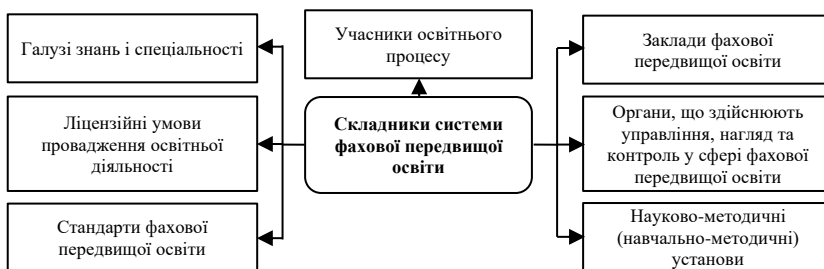 Галузі знань і спеціальності
Учасники освітнього
процесу
Заклади фахової
передвищої освіти
Ліцензійні умови
провадження освітньої
діяльності
Складники системи
фахової передвищої
освіти
Органи, що здійснюють
управління, нагляд та
контроль у сфері фахової
передвищої освіти
Стандарти фахової
передвищої освіти
Науково-методичні
(навчально-методичні)
установи